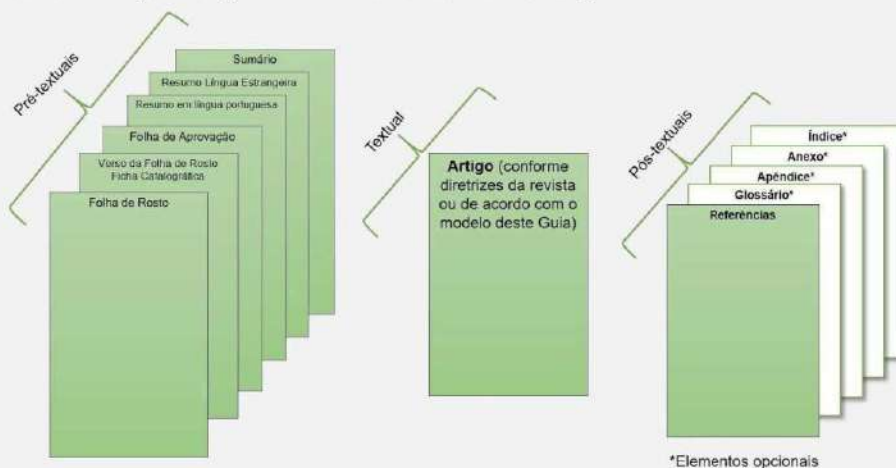 Pré-textuais
Sumário
Resumo Língua Estrangeira
Resumo em língua portuguesa
Folha de Aprovação
Verso da Folha de Rosto
Ficha Catalográfica
Folha de Rosto
Textual
Artigo (conforme
diretrizes da revista
ou de acordo com o
modelo deste Guia)
Pós-textuais
Índice*
Anexo*
Apêndice*
Glossário*
Referências
*Elementos opcionais